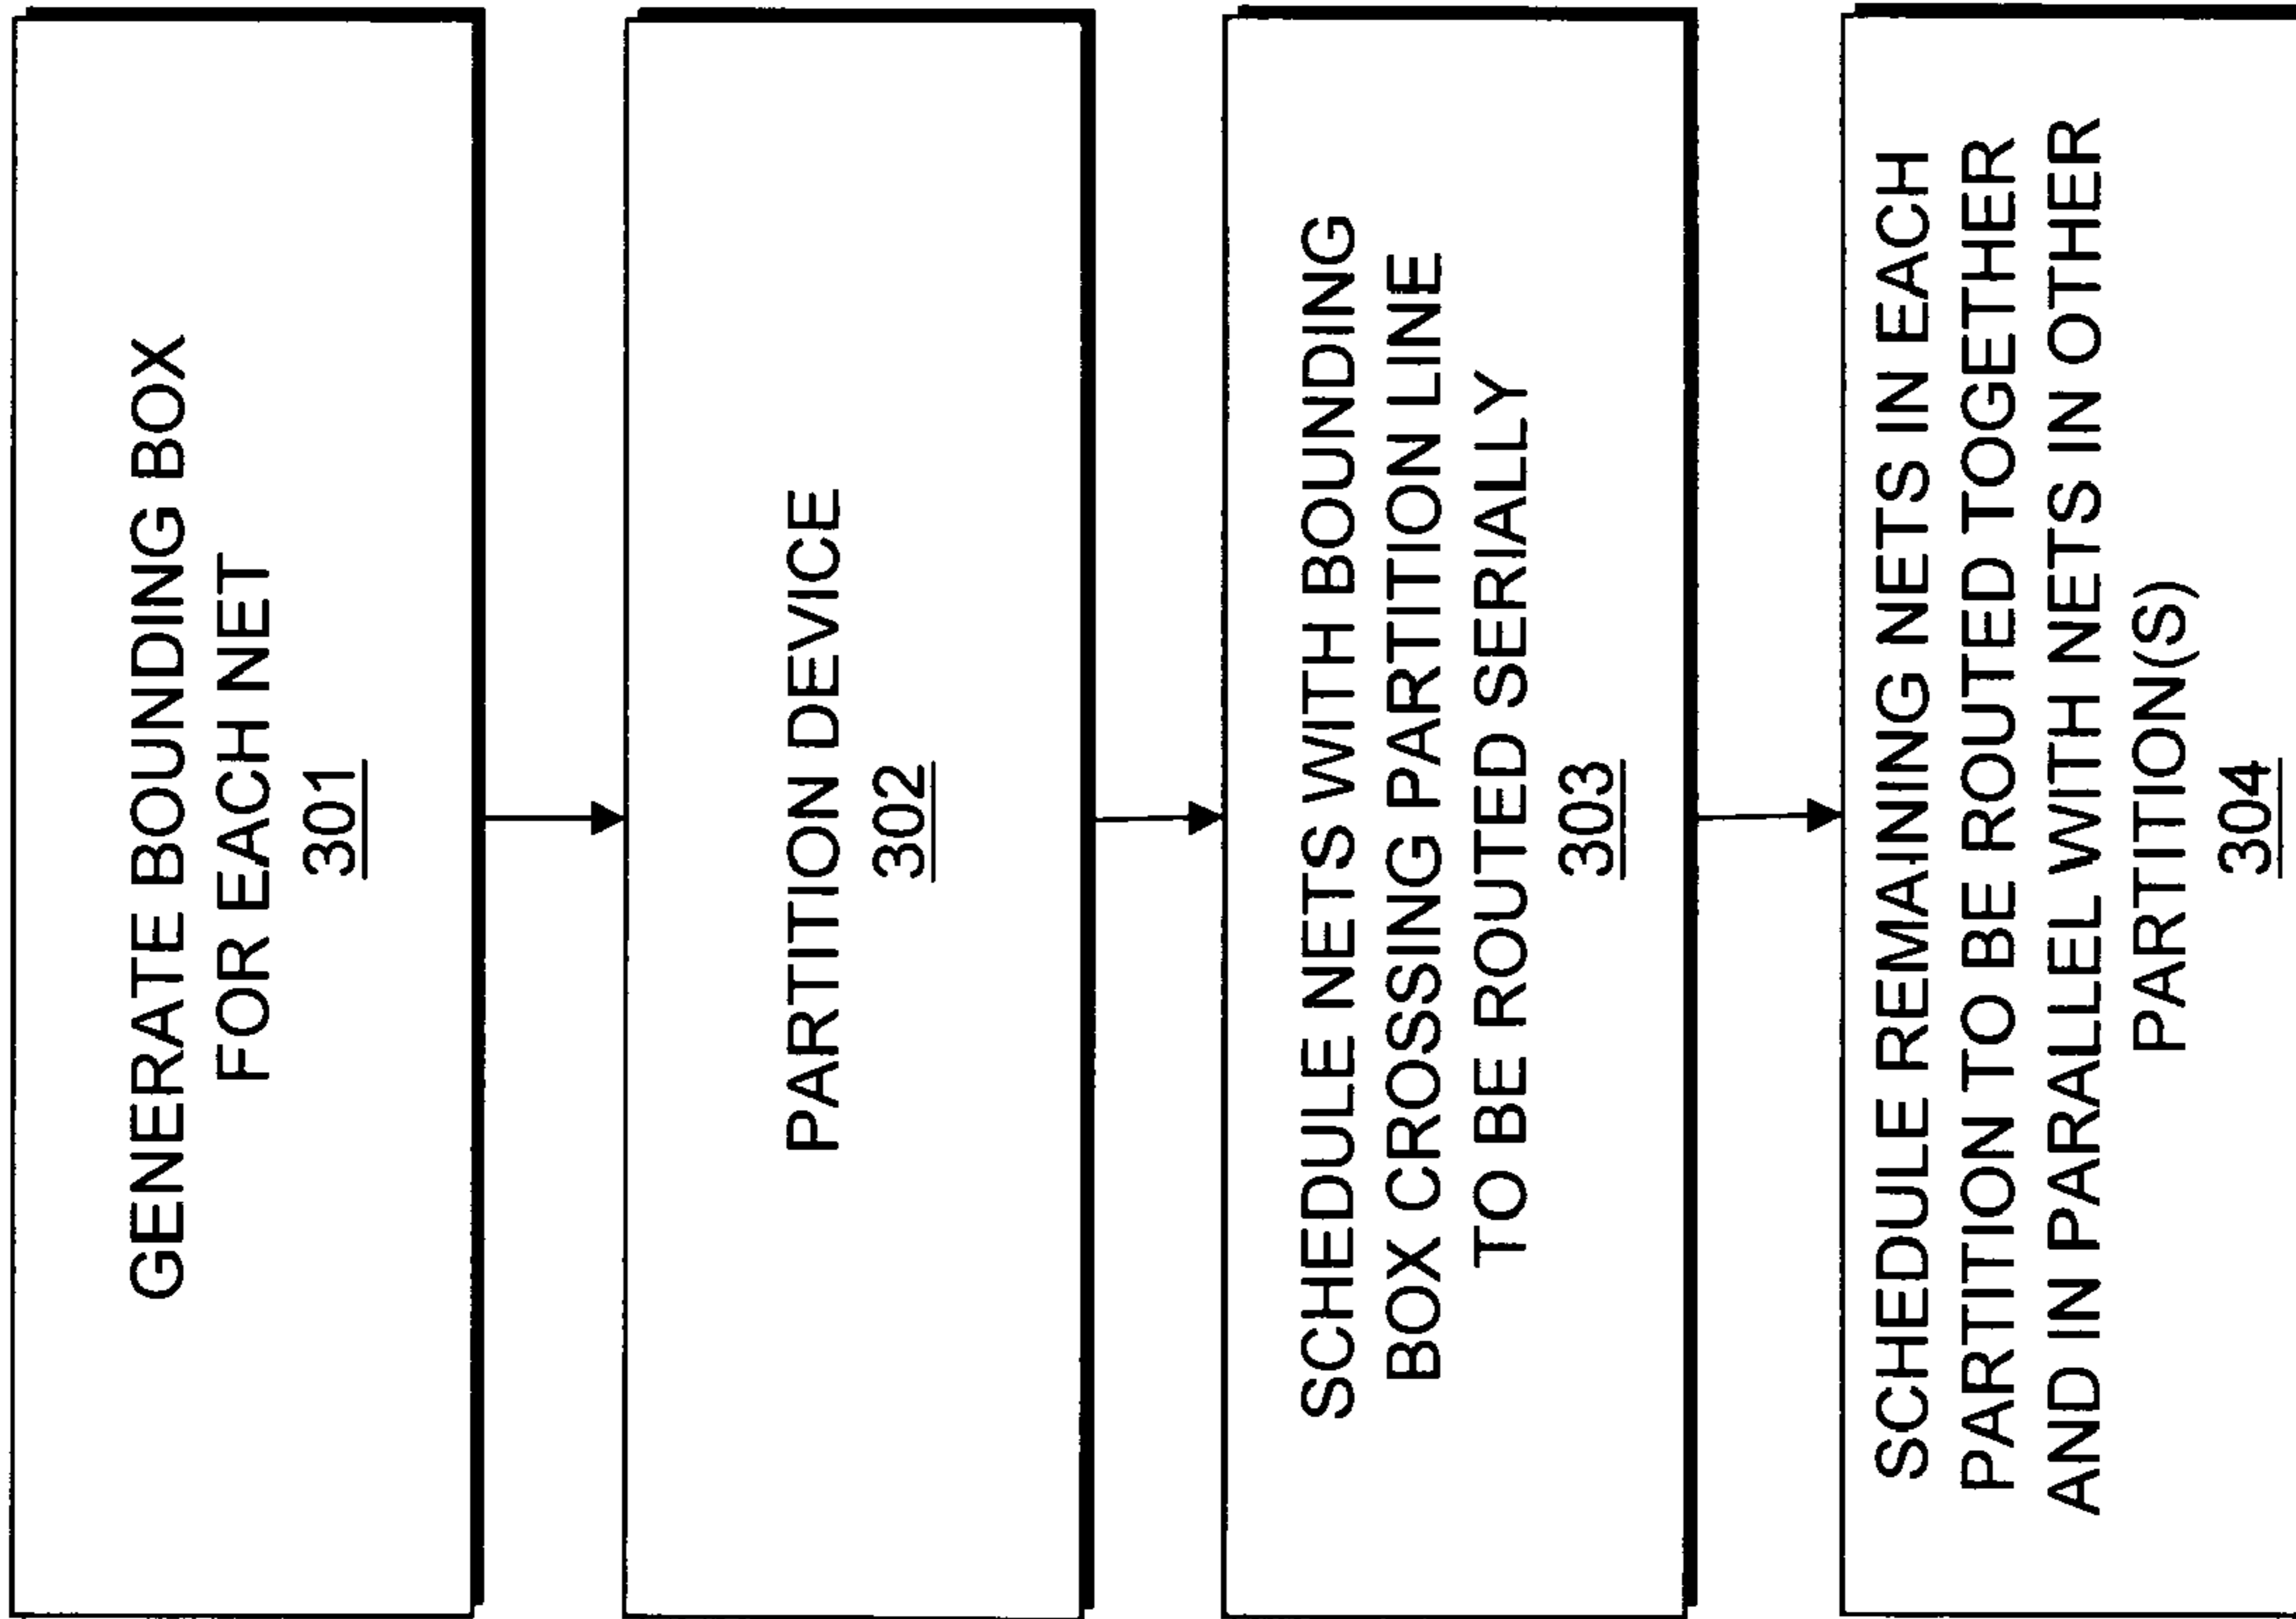 GENERATE BOUNDING BOX
FOR EACH NET
301
PARTITION DEVICE
302
SCHEDULE NETS WITH BOUNDING
BOX CROSSING PARTITION LINE
TO BE ROUTED SERIALLY
303
SCHEDULE REMAINING NETS IN EACH
PARTITION TO BE ROUTED TOGETHER
AND IN PARALLEL WITH NETS IN OTHER
PARTITION(S)
304